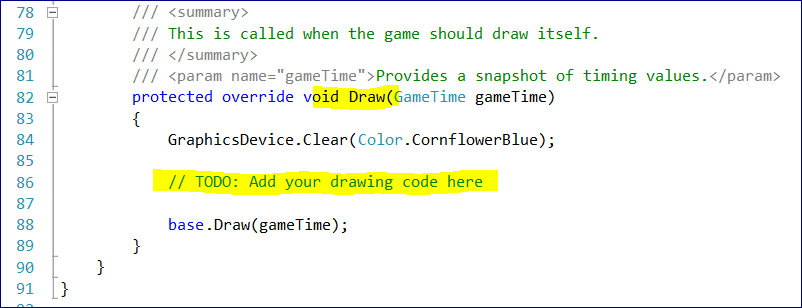 78 /// <summary>
79 /// This is called when the game should draw itself.
80 /// </summary>
81 /// <param name="gameTime">Provides a snapshot of timing values.</param>
82 protected override void Draw(GameTime gameTime)
83 {
84 GraphicsDevice.Clear(Color.CornflowerBlue);
85
86 // TODO: Add your drawing code here
87
88 base.Draw(gameTime);
89 }
90 }
91 }